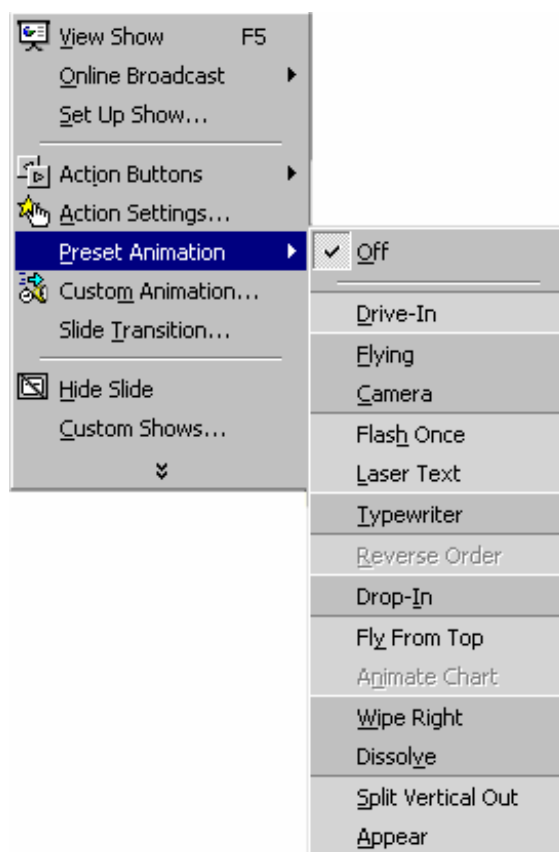 View Show F5
Online Broadcast
Set Up Show...
Action Buttons
Action Settings...
Preset Animation
Custom Animation...
Slide Transition...
Hide Slide
Custom Shows...
Off
Drive-In
Flying
Camera
Flash Once
Laser Text
Typewriter
Reverse Order
Drop-In
Fly From Top
Animate Chart
Wipe Right
Dissolve
Split Vertical Out
Appear